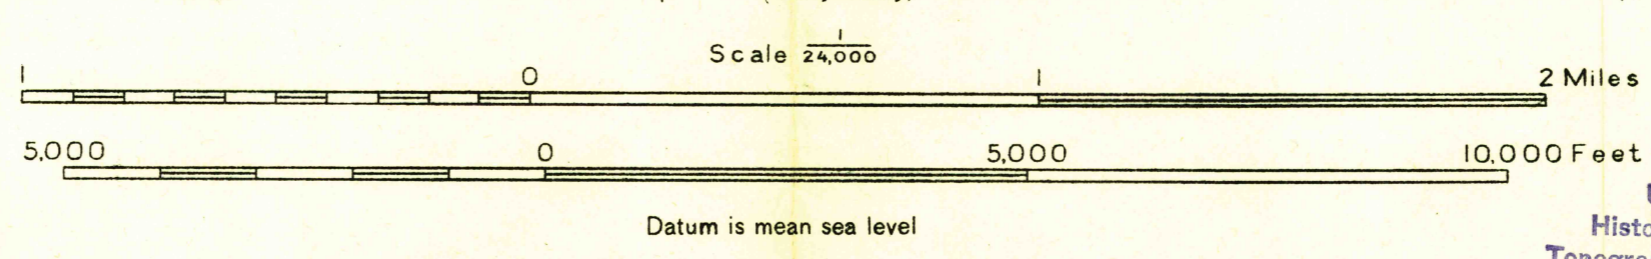 Scale 1/24,000
1 0 1 2 Miles
5,000 0 5,000 10,000 Feet
Datum is mean sea level